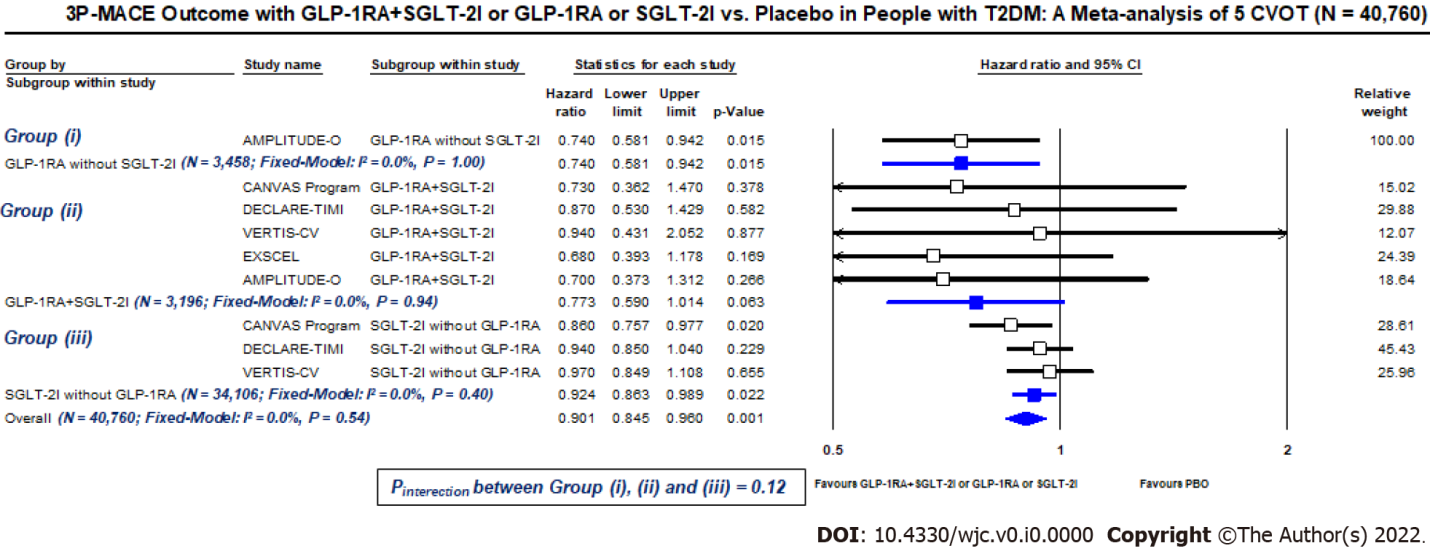 3P-MACE Outcome with GLP-1RA+SGLT-2I or GLP-1RA or SGLT-2I vs. Placebo in People with T2DM: A Meta-analysis of 5 CVOT (N = 40,760)
Group by Study name Subgroup within study Statistics for each study Hazard ratio and 95% CI
Subgroup within study
Hazard Lower Upper Relative
ratio limit limit p-Value weight
Group (i) AMPLITUDE-O GLP-1RA without SGLT-2I 0.740 0.581 0.942 0.015 100.00
GLP-1RA without SGLT-2I (N = 3,458; Fixed-Model: I² = 0.0%, P = 1.00) 0.740 0.581 0.942 0.015
CANVAS Program GLP-1RA+SGLT-2I 0.730 0.362 1.470 0.378 15.02
Group (ii) DECLARE-TIMI GLP-1RA+SGLT-2I 0.870 0.530 1.429 0.582 29.88
VERTIS-CV GLP-1RA+SGLT-2I 0.940 0.431 2.052 0.877 12.07
EXSCEL GLP-1RA+SGLT-2I 0.680 0.393 1.178 0.169 24.39
AMPLITUDE-O GLP-1RA+SGLT-2I 0.700 0.373 1.312 0.266 18.64
GLP-1RA+SGLT-2I (N = 3,196; Fixed-Model: I² = 0.0%, P = 0.94) 0.773 0.590 1.014 0.063
CANVAS Program SGLT-2I without GLP-1RA 0.860 0.757 0.977 0.020 28.61
Group (iii) DECLARE-TIMI SGLT-2I without GLP-1RA 0.940 0.850 1.040 0.229 45.43
VERTIS-CV SGLT-2I without GLP-1RA 0.970 0.849 1.108 0.655 25.96
SGLT-2I without GLP-1RA (N = 34,106; Fixed-Model: I² = 0.0%, P = 0.40) 0.924 0.863 0.989 0.022
Overall (N = 40,760; Fixed-Model: I² = 0.0%, P = 0.54) 0.901 0.845 0.960 0.001
0.5 1 2
Pinterection between Group (i), (ii) and (iii) = 0.12 Favours GLP-1RA+SGLT-2I or GLP-1RA or SGLT-2I Favours PBO
DOI: 10.4330/wjc.v0.i0.0000 Copyright ©The Author(s) 2022.